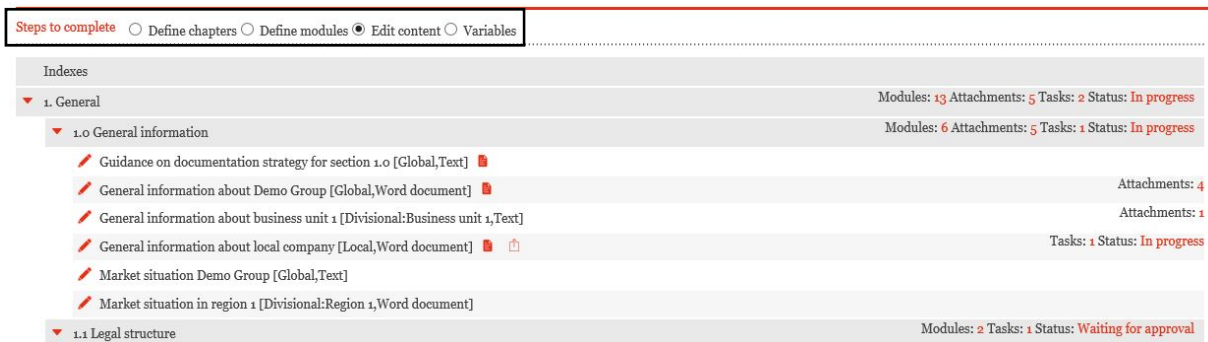 Steps to complete Define chapters Define modules Edit content Variables
Indexes
1. General Modules: 13 Attachments: 5 Tasks: 2 Status: In progress
1.0 General information Modules: 6 Attachments: 5 Tasks: 1 Status: In progress
Guidance on documentation strategy for section 1.0 [Global,Text]
General information about Demo Group [Global,Word document] Attachments: 4
General information about business unit 1 [Divisional:Business unit 1,Text] Attachments: 1
General information about local company [Local,Word document] Tasks: 1 Status: In progress
Market situation Demo Group [Global,Text]
Market situation in region 1 [Divisional:Region 1,Word document]
1.1 Legal structure Modules: 2 Tasks: 1 Status: Waiting for approval